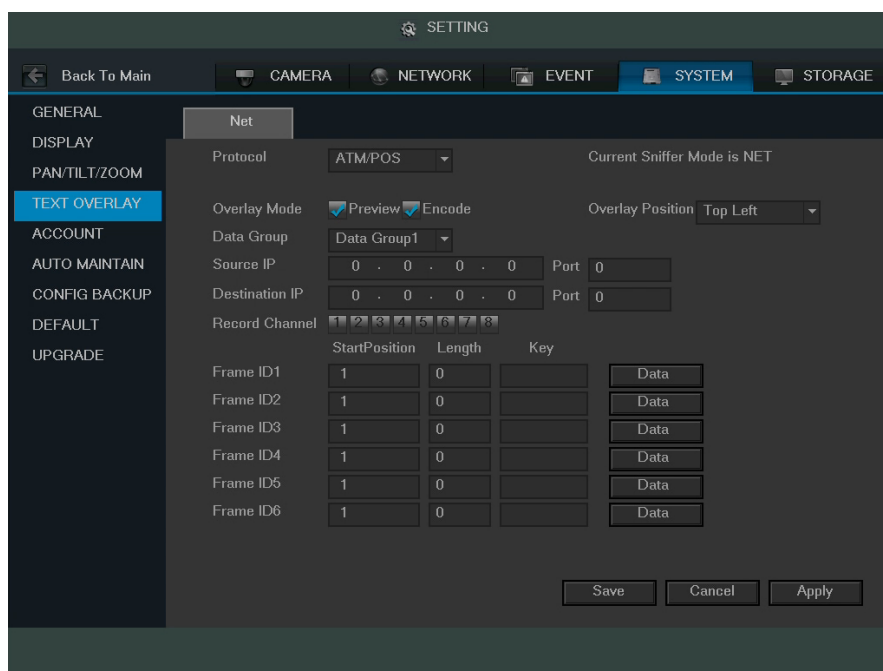 SETTING
Back To Main CAMERA NETWORK EVENT SYSTEM STORAGE
GENERAL
DISPLAY
PAN/TILT/ZOOM
TEXT OVERLAY
ACCOUNT
AUTO MAINTAIN
CONFIG BACKUP
DEFAULT
UPGRADE
Net
Protocol ATM/POS Current Sniffer Mode is NET
Overlay Mode Preview Encode Overlay Position Top Left
Data Group Data Group1
Source IP 0 . 0 . 0 . 0 Port 0
Destination IP 0 . 0 . 0 . 0 Port 0
Record Channel 1 2 3 4 5 6 7 8
StartPosition Length Key
Frame ID1 1 0 Data
Frame ID2 1 0 Data
Frame ID3 1 0 Data
Frame ID4 1 0 Data
Frame ID5 1 0 Data
Frame ID6 1 0 Data
Save Cancel Apply